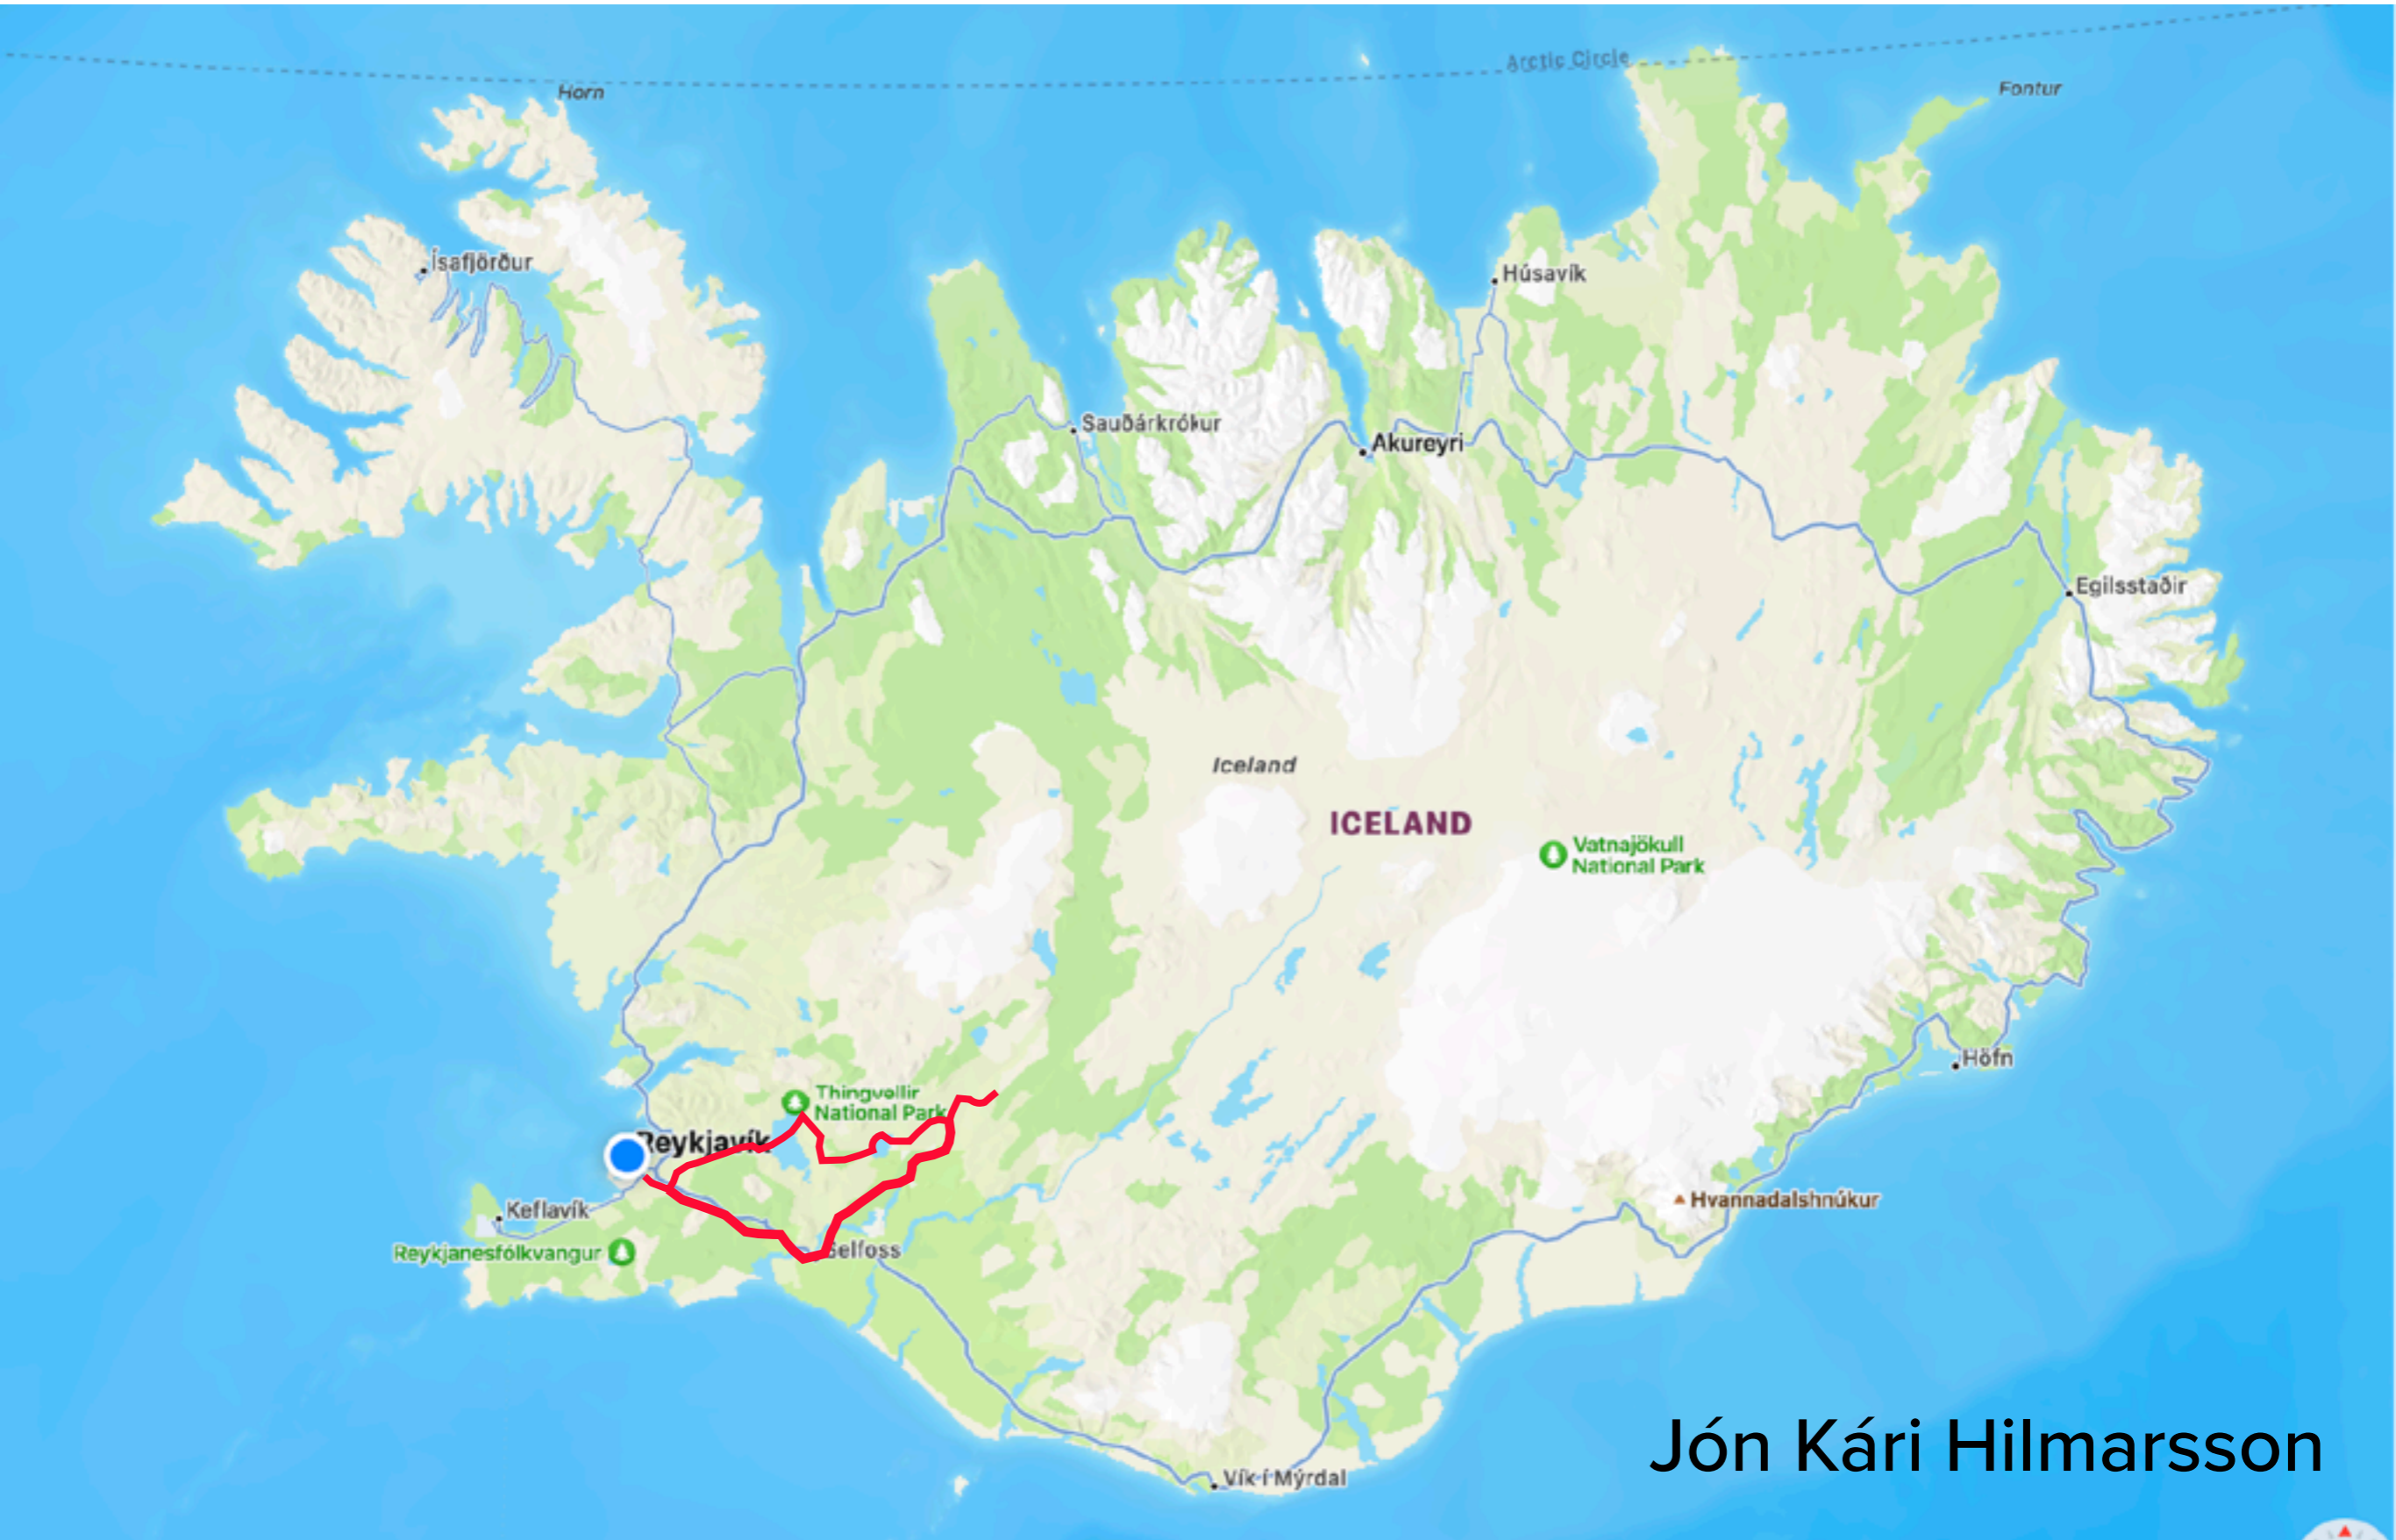 Arctic Circle
Horn
Fontur
Ísafjörður
Húsavík
Sauðárkrókur
Akureyri
Egilsstaðir
Iceland
ICELAND
Vatnajökull
National Park
Höfn
Thingvellir
National Park
Reykjavík
Hvannadalshnúkur
Keflavík
Reykjanesfólkvangur
Selfoss
Jón Kári Hilmarsson
Vík í Mýrdal